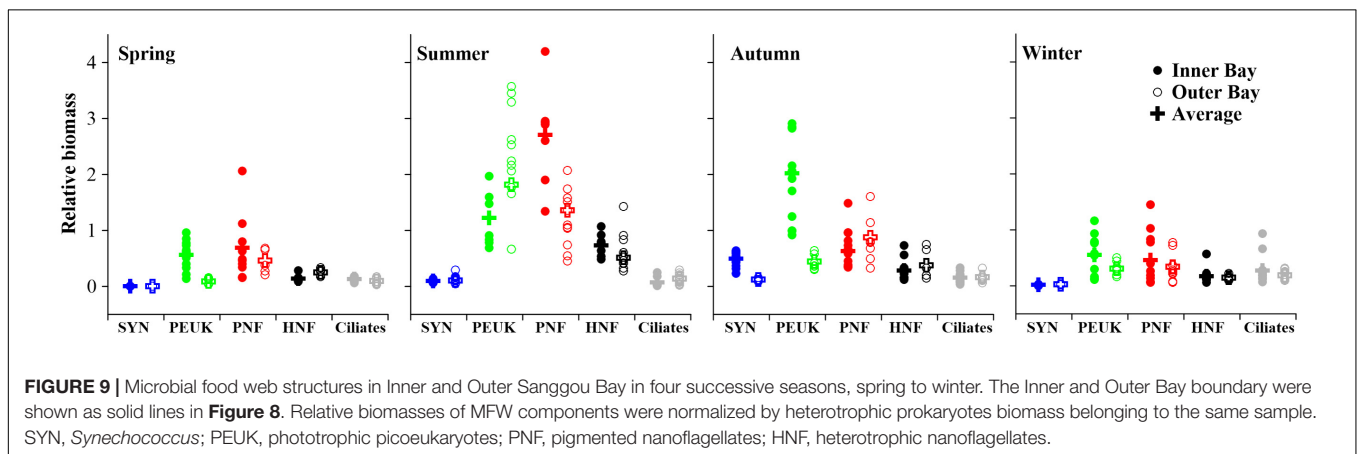 Spring
Summer
Autumn
Winter
Inner Bay
Outer Bay
Average
Relative biomass
4
3
2
1
0
SYN PEUK PNF HNF Ciliates
SYN PEUK PNF HNF Ciliates
SYN PEUK PNF HNF Ciliates
SYN PEUK PNF HNF Ciliates
FIGURE 9 | Microbial food web structures in Inner and Outer Sanggou Bay in four successive seasons, spring to winter. The Inner and Outer Bay boundary were
shown as solid lines in Figure 8. Relative biomasses of MFW components were normalized by heterotrophic prokaryotes biomass belonging to the same sample.
SYN, Synechococcus; PEUK, phototrophic picoeukaryotes; PNF, pigmented nanoflagellates; HNF, heterotrophic nanoflagellates.